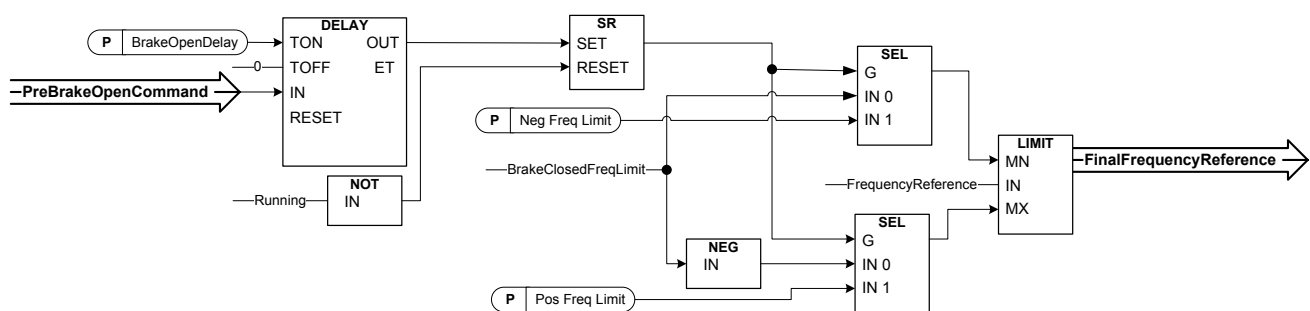 DELAY
P BrakeOpenDelay
TON OUT
0 TOFF ET
PreBrakeOpenCommand IN
RESET
SR
SET
RESET
SEL
G
IN 0
IN 1
P Neg Freq Limit
BrakeClosedFreqLimit
Running
NOT
IN
LIMIT
MN
FrequencyReference IN
MX
FinalFrequencyReference
SEL
G
IN 0
IN 1
NEG
IN
P Pos Freq Limit